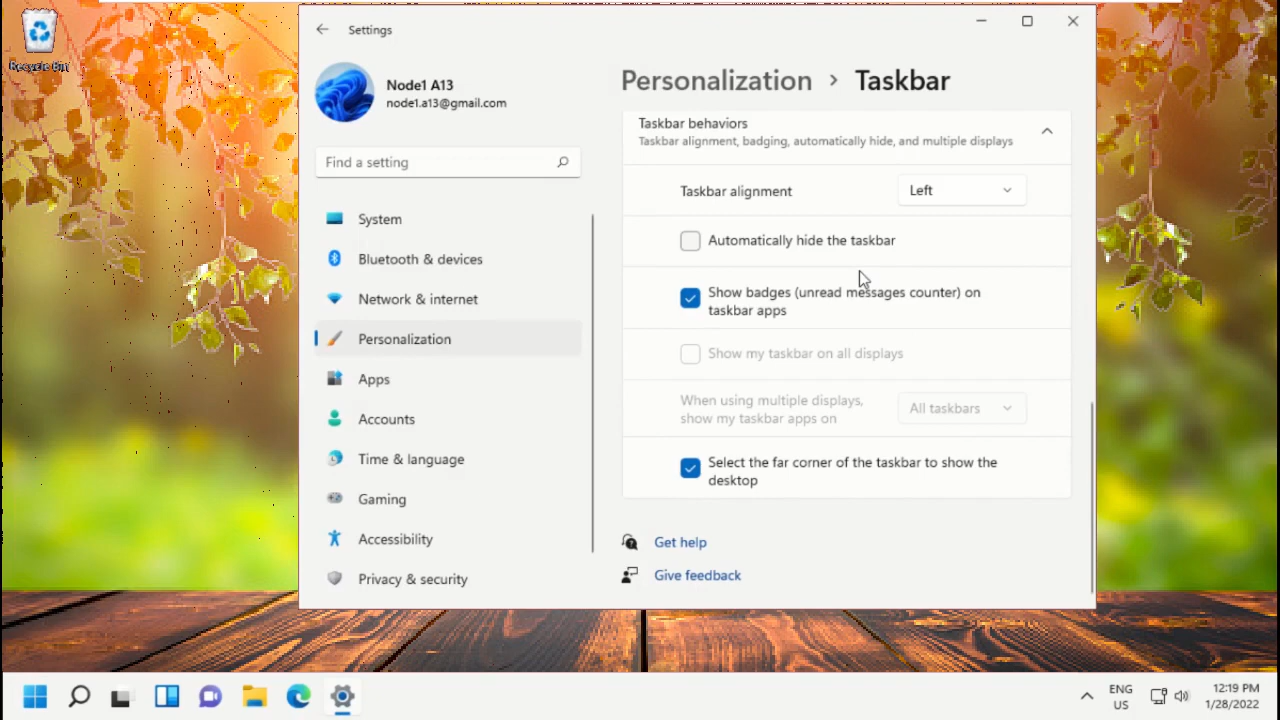 Recycle Bin
Settings
Node1 A13
node1.a13@gmail.com
Find a setting
System
Bluetooth & devices
Network & internet
Personalization
Apps
Accounts
Time & language
Gaming
Accessibility
Privacy & security
Personalization › Taskbar
Taskbar behaviors
Taskbar alignment, badging, automatically hide, and multiple displays
Taskbar alignment
Left
Automatically hide the taskbar
Show badges (unread messages counter) on
taskbar apps
Show my taskbar on all displays
When using multiple displays,
show my taskbar apps on
All taskbars
Select the far corner of the taskbar to show the
desktop
Get help
Give feedback
ENG
US
12:19 PM
1/28/2022